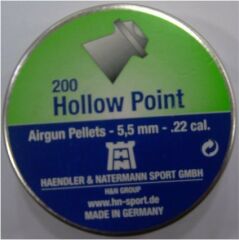 200
Hollow Point
Airgun Pellets - 5,5 mm - .22 cal.
HAENDLER & NATERMANN SPORT GMBH
H&N GROUP
www.hn-sport.de
MADE IN GERMANY